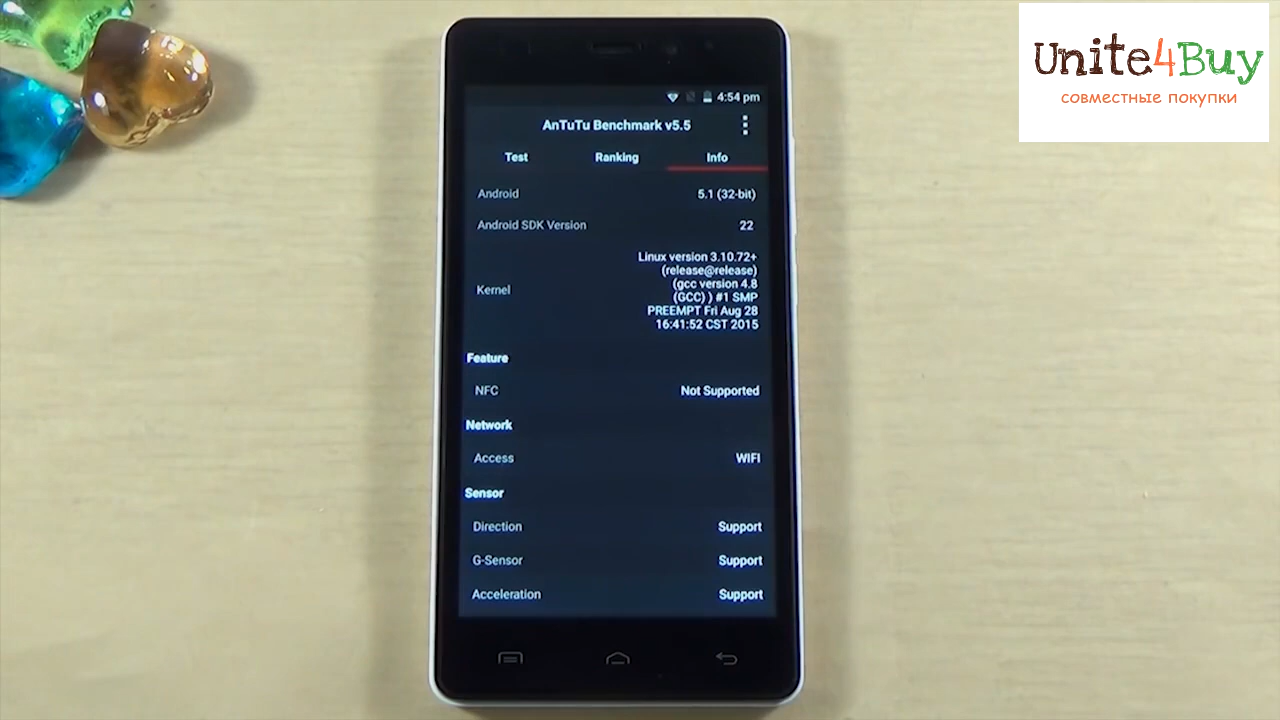 Unite4Buy
совместные покупки
4:54 pm
AnTuTu Benchmark v5.5
Test Ranking Info
Android 5.1 (32-bit)
Android SDK Version 22
Kernel Linux version 3.10.72+
(release@release)
(gcc version 4.8
(GCC) ) #1 SMP
PREEMPT Fri Aug 28
16:41:52 CST 2015
Feature
NFC Not Supported
Network
Access WIFI
Sensor
Direction Support
G-Sensor Support
Acceleration Support